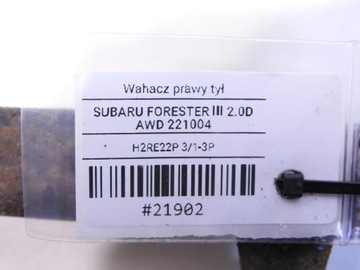 Wahacz prawy tył
SUBARU FORESTER III 2.0D
AWD 221004
H2RE22P 3/1-3P
#21902